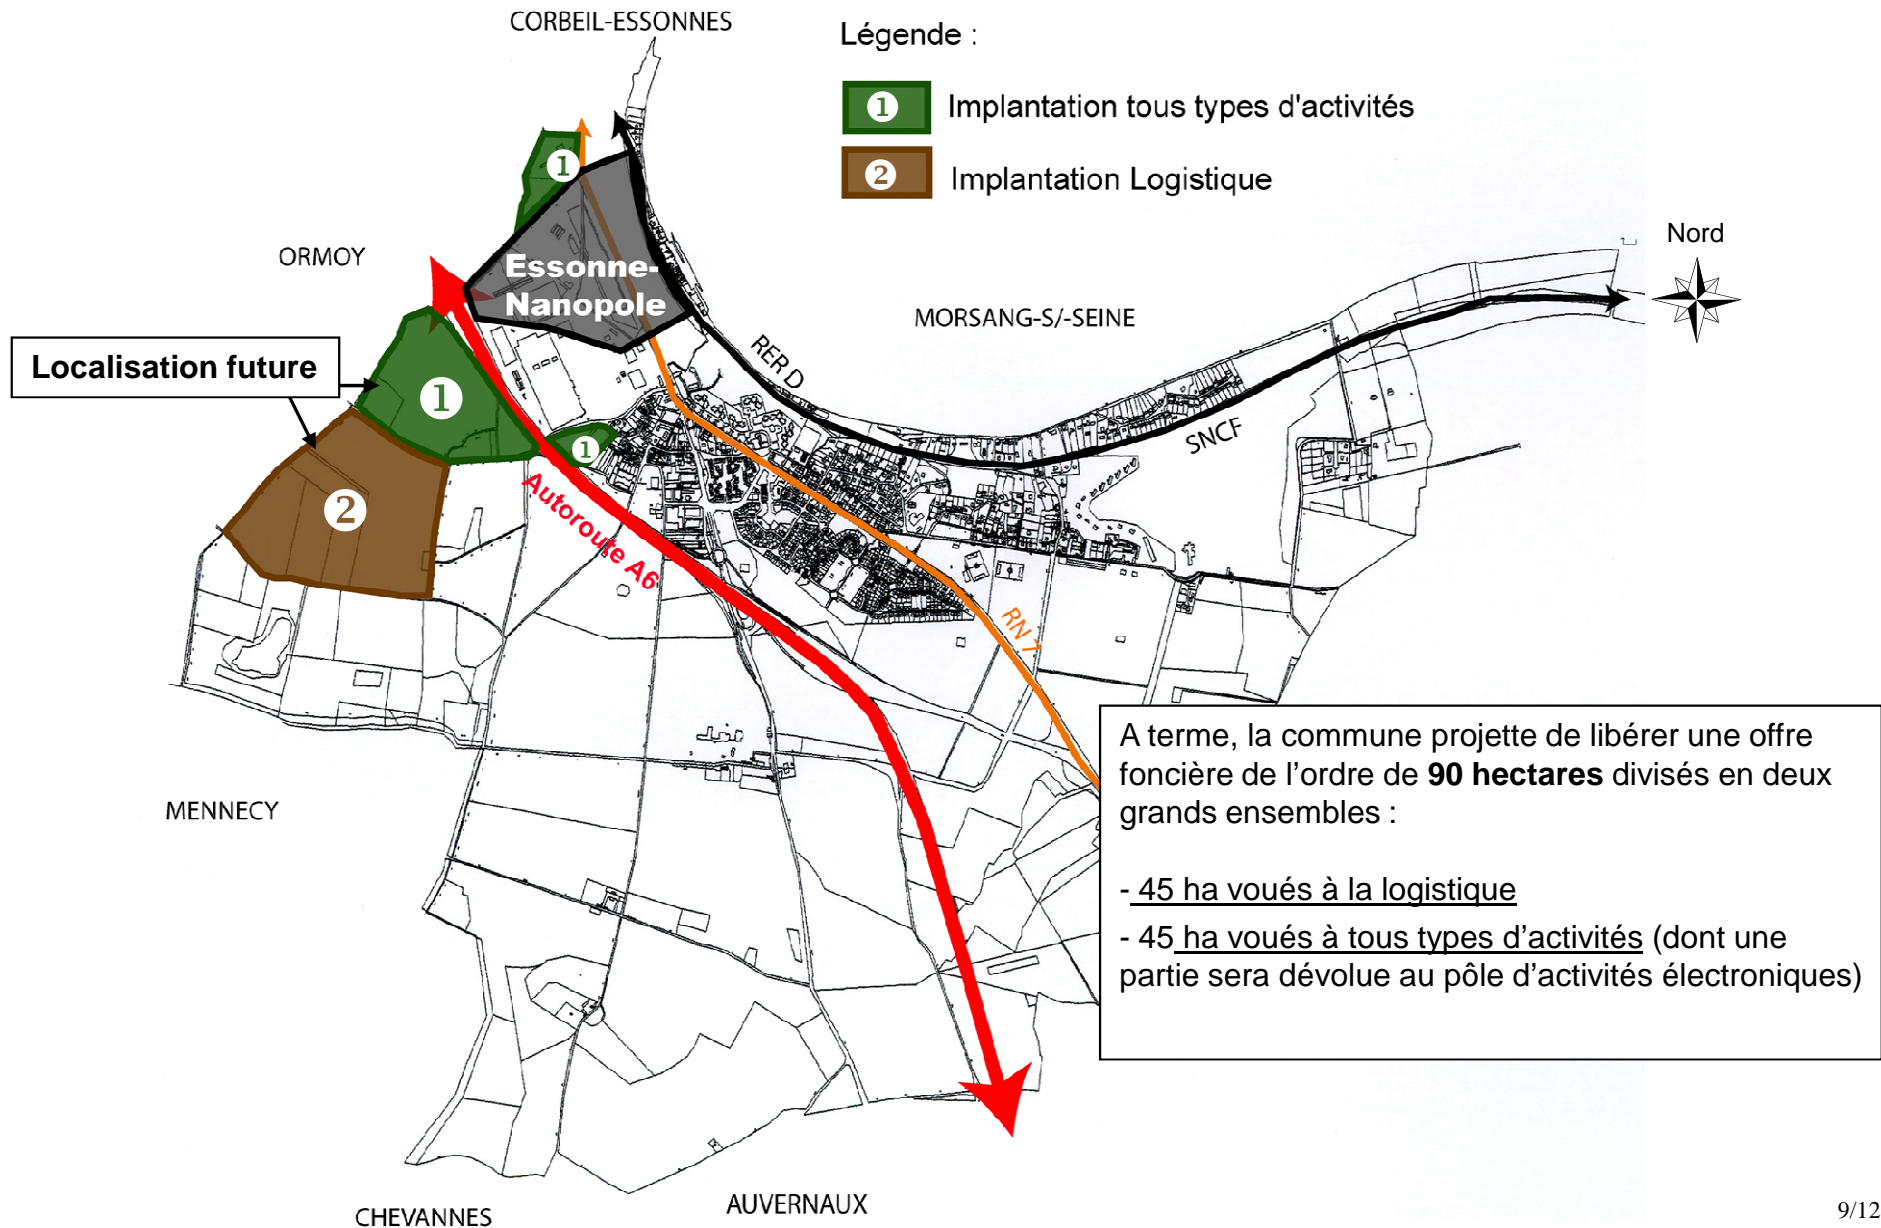 CORBEIL-ESSONNES
Légende :
1 Implantation tous types d'activités
2 Implantation Logistique
1
Nord
ORMOY
Essonne-
Nanopole
MORSANG-S/-SEINE
Localisation future
RER D
1
SNCF
1
2
Autoroute A6
RN 7
A terme, la commune projette de libérer une offre
foncière de l’ordre de 90 hectares divisés en deux
grands ensembles :
- 45 ha voués à la logistique
- 45 ha voués à tous types d’activités (dont une
partie sera dévolue au pôle d’activités électroniques)
MENNECY
AUVERNAUX
CHEVANNES
9/12